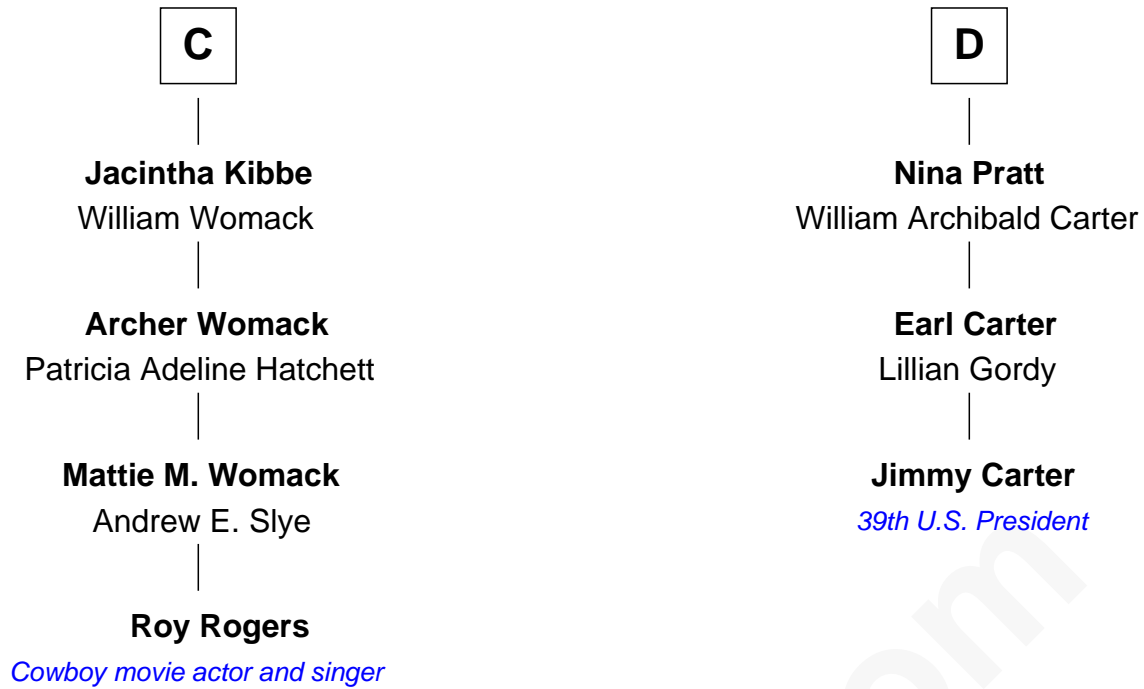 C
Jacintha Kibbe
William Womack
Archer Womack
Patricia Adeline Hatchett
Mattie M. Womack
Andrew E. Slye
Roy Rogers
Cowboy movie actor and singer
D
Nina Pratt
William Archibald Carter
Earl Carter
Lillian Gordy
Jimmy Carter
39th U.S. President
om